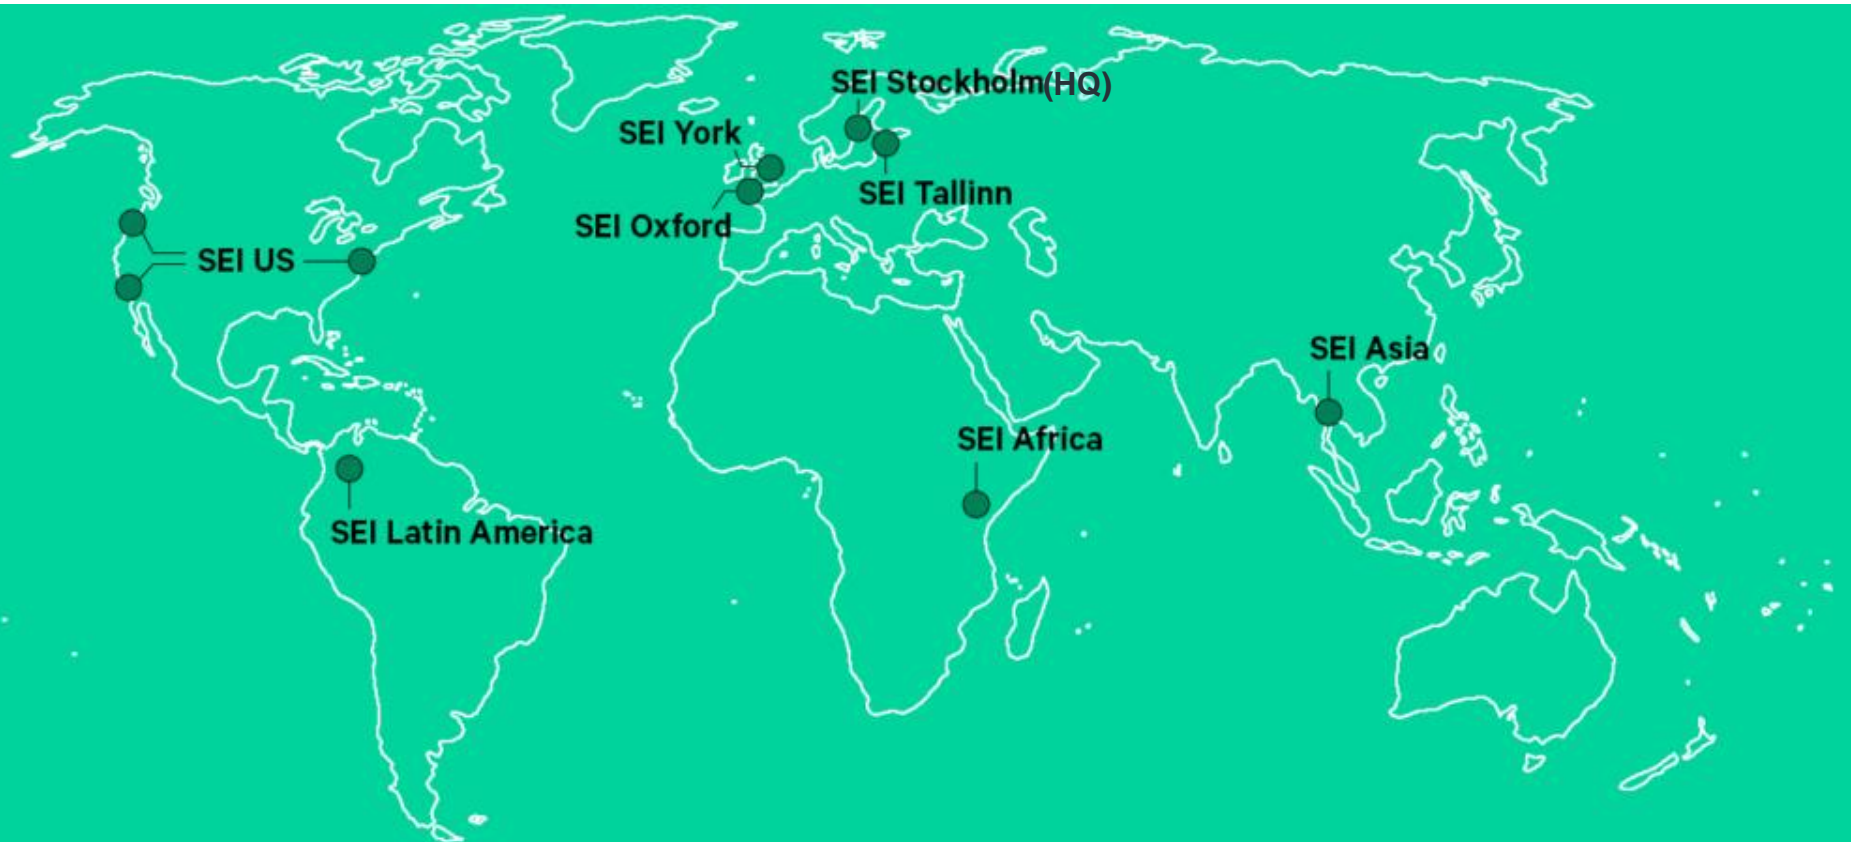 SEI Stockholm(HQ)
SEI York
SEI Tallinn
SEI Oxford
SEI US
SEI Asia
SEI Africa
SEI Latin America